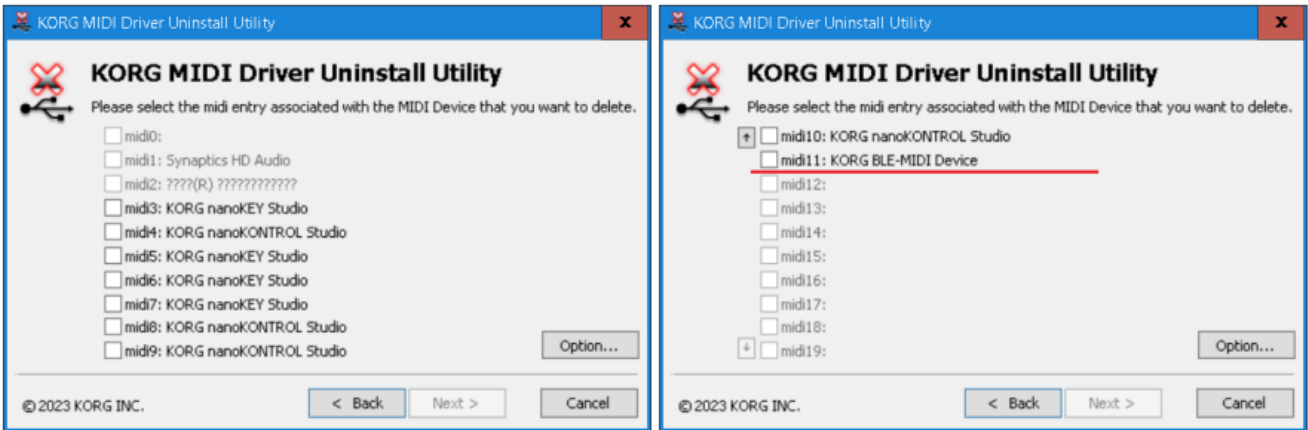 KORG MIDI Driver Uninstall Utility
KORG MIDI Driver Uninstall Utility
Please select the midi entry associated with the MIDI Device that you want to delete.
midi0:
midi1: Synaptics HD Audio
midi2: ????(R) ????????????
midi3: KORG nanoKEY Studio
midi4: KORG nanoKONTROL Studio
midi5: KORG nanoKEY Studio
midi6: KORG nanoKEY Studio
midi7: KORG nanoKEY Studio
midi8: KORG nanoKONTROL Studio
midi9: KORG nanoKONTROL Studio
Option...
© 2023 KORG INC.
< Back
Next >
Cancel
KORG MIDI Driver Uninstall Utility
KORG MIDI Driver Uninstall Utility
Please select the midi entry associated with the MIDI Device that you want to delete.
midi10: KORG nanoKONTROL Studio
midi11: KORG BLE-MIDI Device
midi12:
midi13:
midi14:
midi15:
midi16:
midi17:
midi18:
midi19:
Option...
© 2023 KORG INC.
< Back
Next >
Cancel